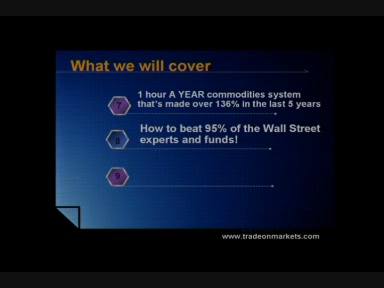 What we will cover
7
1 hour A YEAR commodities system
that's made over 136% in the last 5 years
8
How to beat 95% of the Wall Street
experts and funds!
9
www.tradeonmarkets.com